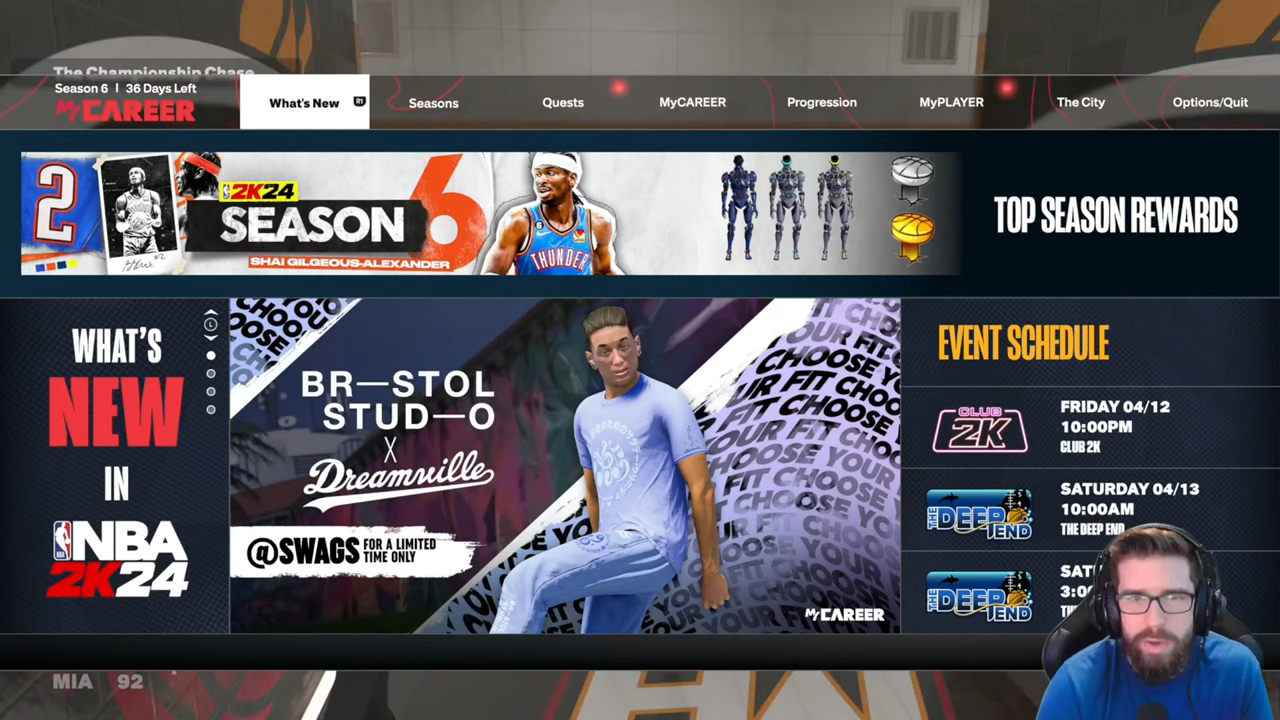 The Championship Chase
Season 6 | 36 Days Left
MyCAREER
What's New
R1
Seasons
Quests
MyCAREER
Progression
MyPLAYER
The City
Options/Quit
2
NBA 2K24
SEASON 6
SHAI GILGEOUS-ALEXANDER
THUNDER
TOP SEASON REWARDS
WHAT'S
NEW
IN
NBA
2K24
L
BR—STOL
STUD—O
X
Dreamville
@SWAGS FOR A LIMITED
TIME ONLY
CHOOSE YOUR FIT
MyCAREER
EVENT SCHEDULE
CLUB
2K
FRIDAY 04/12
10:00PM
CLUB 2K
THE DEEP END
SATURDAY 04/13
10:00AM
THE DEEP END
THE DEEP END
MIA 92